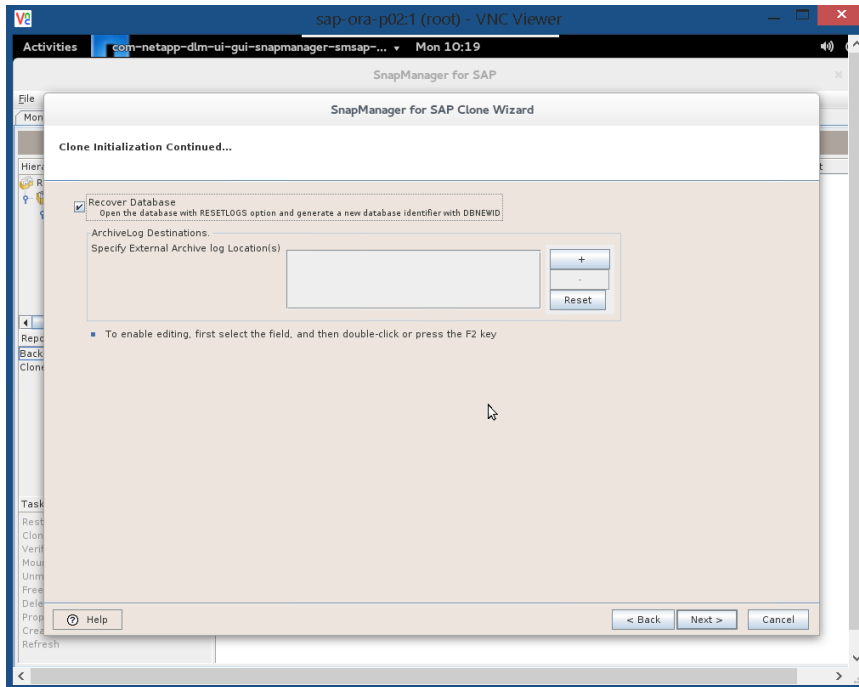 V2
sap-ora-p02:1 (root) - VNC Viewer
Activities
com-netapp-dlm-ui-gui-snapmanager-smsap-...
Mon 10:19
SnapManager for SAP
File
SnapManager for SAP Clone Wizard
Mon
Clone Initialization Continued...
Hiera
t
R
Recover Database
Open the database with RESETLOGS option and generate a new database identifier with DBNEWID
ArchiveLog Destinations.
Specify External Archive log Location(s)
+
-
Reset
To enable editing, first select the field, and then double-click or press the F2 key
Repo
Back
Clone
Task
Rest
Clon
Verif
Mour
Unm
Free
Dele
Prop
Crea
Refresh
Help
< Back
Next >
Cancel